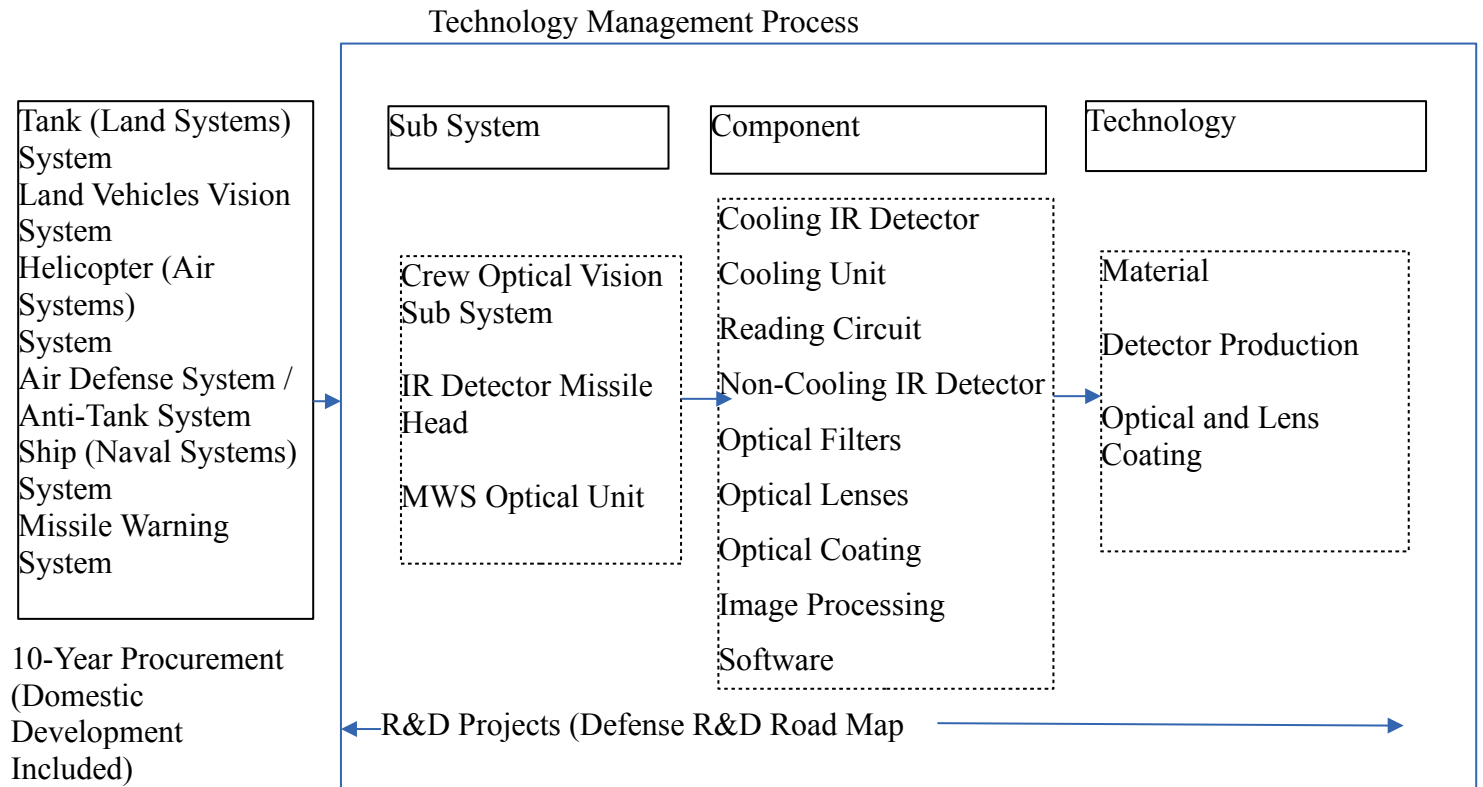 Technology Management Process
Tank (Land Systems)
System
Land Vehicles Vision
System
Helicopter (Air
Systems)
System
Air Defense System /
Anti-Tank System
Ship (Naval Systems)
System
Missile Warning
System
10-Year Procurement
(Domestic
Development
Included)
Sub System
Crew Optical Vision
Sub System
IR Detector Missile
Head
MWS Optical Unit
Component
Cooling IR Detector
Cooling Unit
Reading Circuit
Non-Cooling IR Detector
Optical Filters
Optical Lenses
Optical Coating
Image Processing
Software
Technology
Material
Detector Production
Optical and Lens
Coating
R&D Projects (Defense R&D Road Map